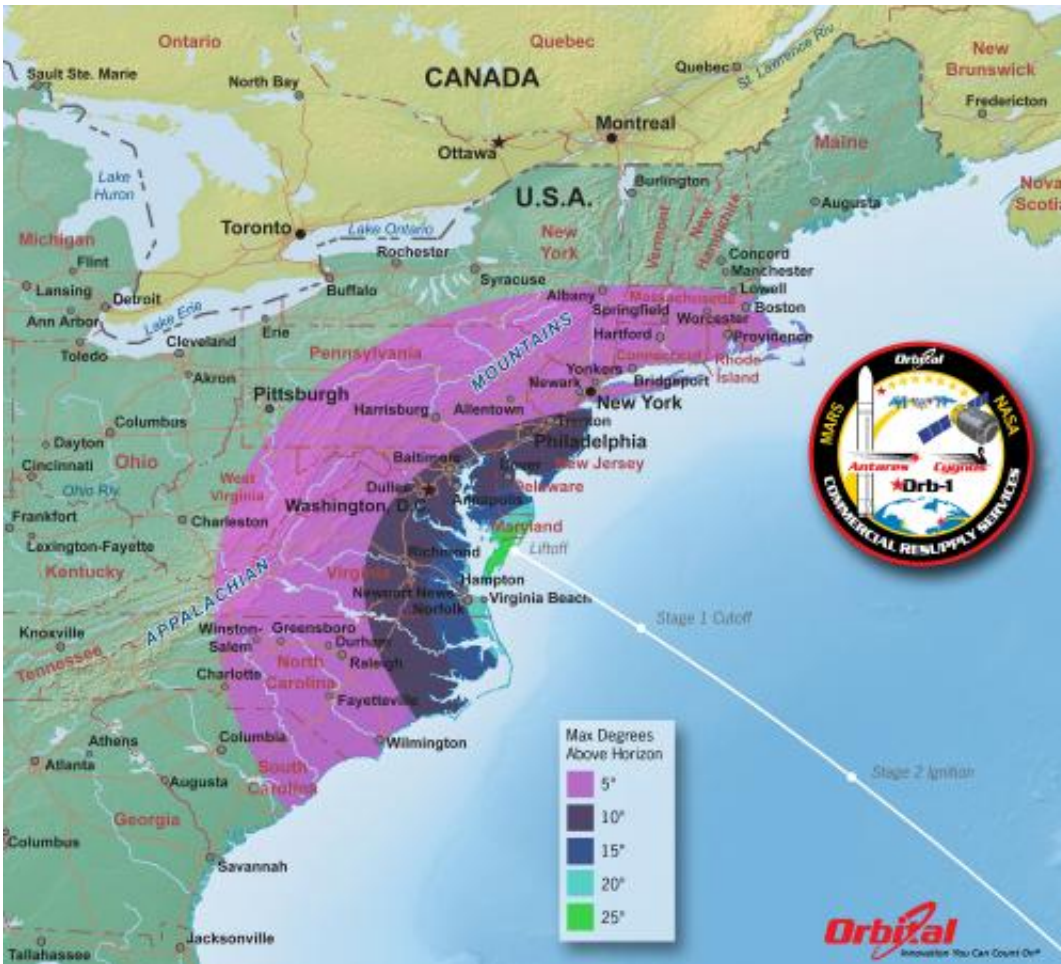 Ontario
Quebec
New
Brunswick
Sault Ste. Marie
North Bay
CANADA
Quebec
St. Lawrence Riv.
Fredericton
Ottawa
Montreal
Maine
Lake
Huron
U.S.A.
Burlington
Nova
Scotia
Augusta
Michigan
Toronto
Lake Ontario
New
York
Vermont
New
Hampshire
Flint
Rochester
Syracuse
Concord
Manchester
Lansing
Detroit
Buffalo
Albany
Massachusetts
Lowell
Boston
Ann Arbor
Lake Erie
Erie
Springfield
Worcester
Toledo
Cleveland
Pennsylvania
MOUNTAINS
Hartford
Providence
Connecticut
Rhode
Island
Akron
Yonkers
Bridgeport
Newark
New York
Pittsburgh
Harrisburg
Allentown
Columbus
Trenton
Dayton
Ohio
Philadelphia
Cincinnati
Baltimore
Dover
New Jersey
Ohio Riv.
West
Virginia
Dulles
Annapolis
Delaware
Washington, D.C.
Frankfort
Charleston
Maryland
Lexington-Fayette
Richmond
Liftoff
Kentucky
Virginia
Hampton
Newport News
Virginia Beach
Norfolk
APPALACHIAN
Stage 1 Cutoff
Knoxville
Winston-
Salem
Greensboro
Durham
Tennessee
Raleigh
North
Carolina
Charlotte
Fayetteville
Athens
Columbia
Wilmington
Atlanta
Augusta
South
Carolina
Stage 2 Ignition
Georgia
Columbus
Savannah
Jacksonville
Tallahassee
Max Degrees
Above Horizon
5°
10°
15°
20°
25°
Orbital
MARS
NASA
Antares
Cygnus
Orb-1
COMMERCIAL RESUPPLY SERVICES
Orbital
Innovation You Can Count On®